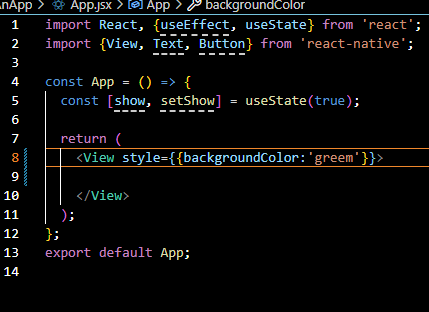 nApp > App.jsx > App > backgroundColor
1 import React, {useEffect, useState} from 'react';
2 import {View, Text, Button} from 'react-native';
3
4 const App = () => {
5 const [show, setShow] = useState(true);
6
7 return (
8 <View style={{backgroundColor:'greem'}}>
9
10 </View>
11 );
12 };
13 export default App;
14